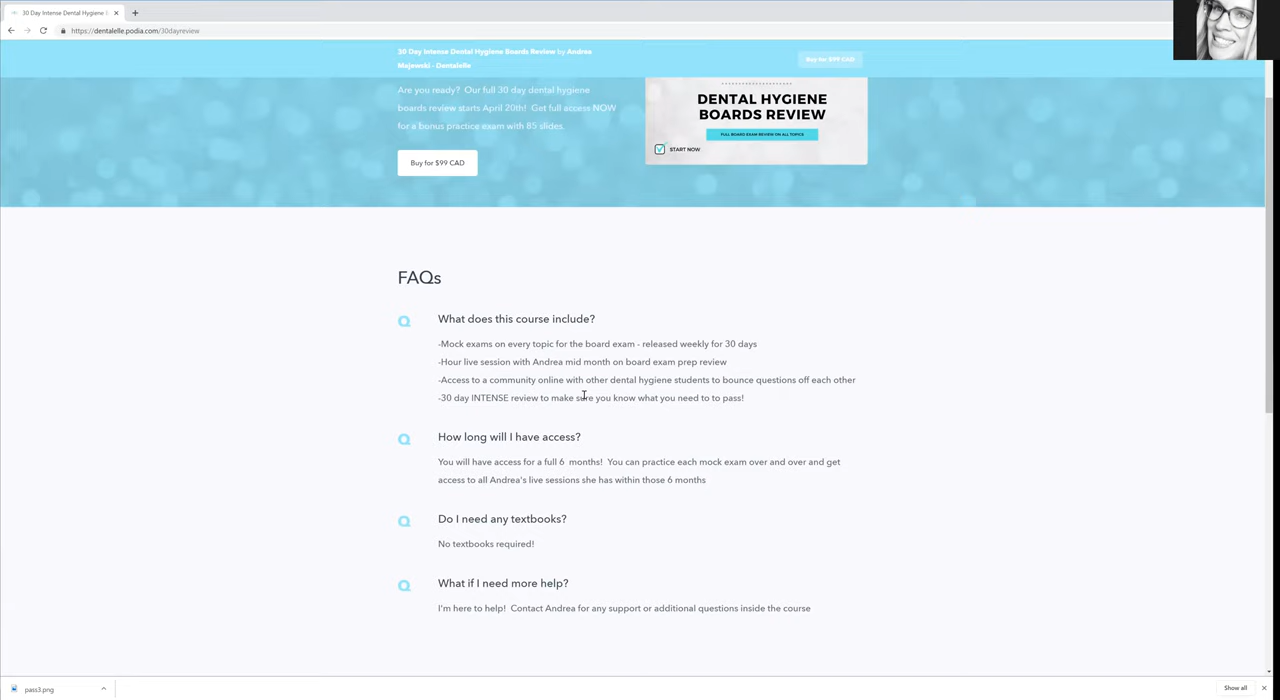 30 Day Intense Dental Hygiene B
https://dentalelle.podia.com/30dayreview
30 Day Intense Dental Hygiene Boards Review by Andrea
Majewski - Dentalelle
Buy for $99 CAD
Are you ready?  Our full 30 day dental hygiene
boards review starts April 20th!  Get full access NOW
for a bonus practice exam with 85 slides.
Buy for $99 CAD
DENTAL HYGIENE
BOARDS REVIEW
FULL BOARD EXAM REVIEW ON ALL TOPICS
START NOW
FAQs
Q What does this course include?
-Mock exams on every topic for the board exam - released weekly for 30 days
-Hour live session with Andrea mid month on board exam prep review
-Access to a community online with other dental hygiene students to bounce questions off each other
-30 day INTENSE review to make sure you know what you need to to pass!
Q How long will I have access?
You will have access for a full 6  months!  You can practice each mock exam over and over and get
access to all Andrea's live sessions she has within those 6 months
Q Do I need any textbooks?
No textbooks required!
Q What if I need more help?
I'm here to help!  Contact Andrea for any support or additional questions inside the course
pass3.png
Show all